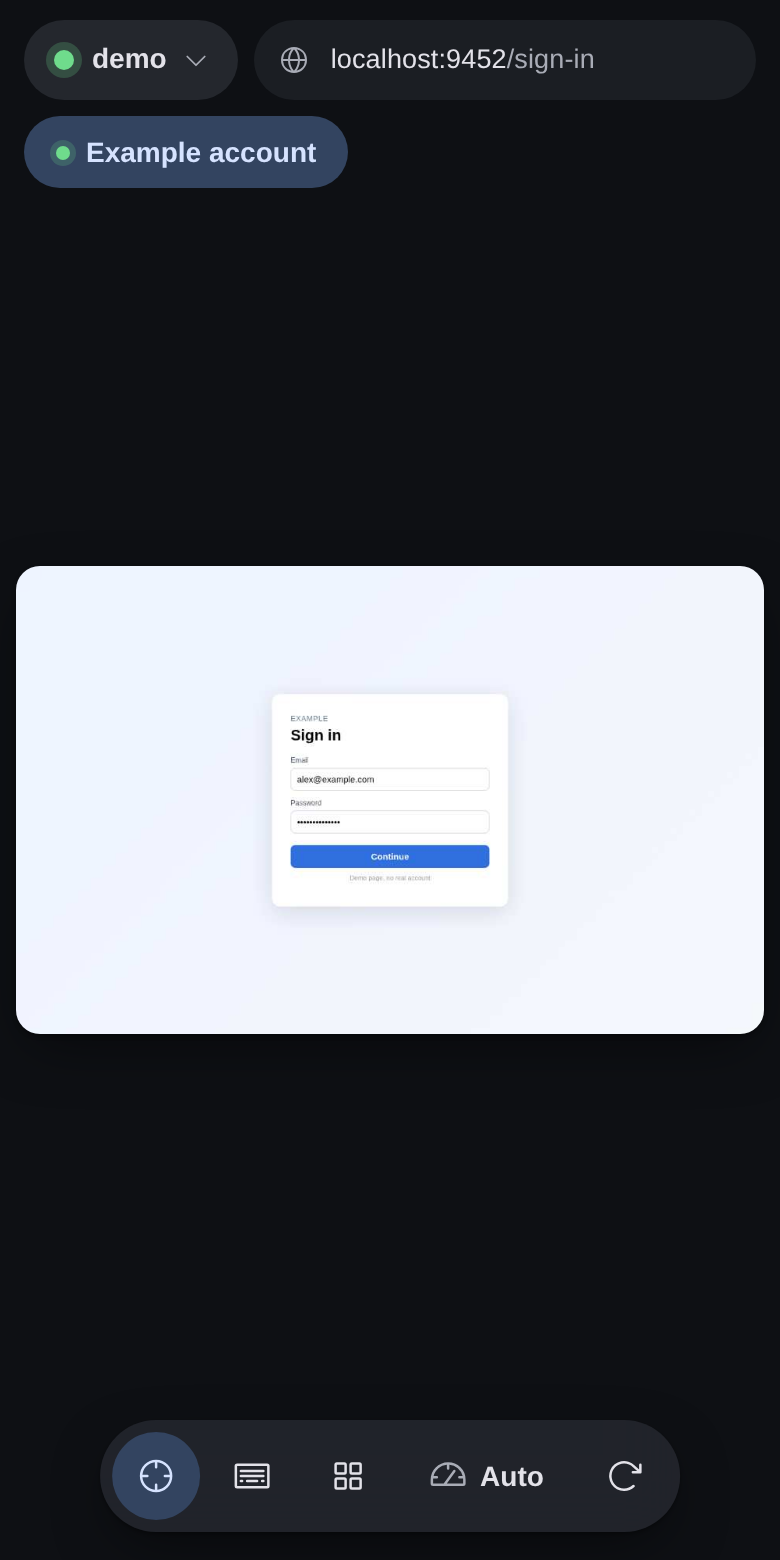 demo
localhost:9452/sign-in
Example account
EXAMPLE
Sign in
Email
alex@example.com
Password
••••••••••••••
Continue
Demo page, no real account
Auto